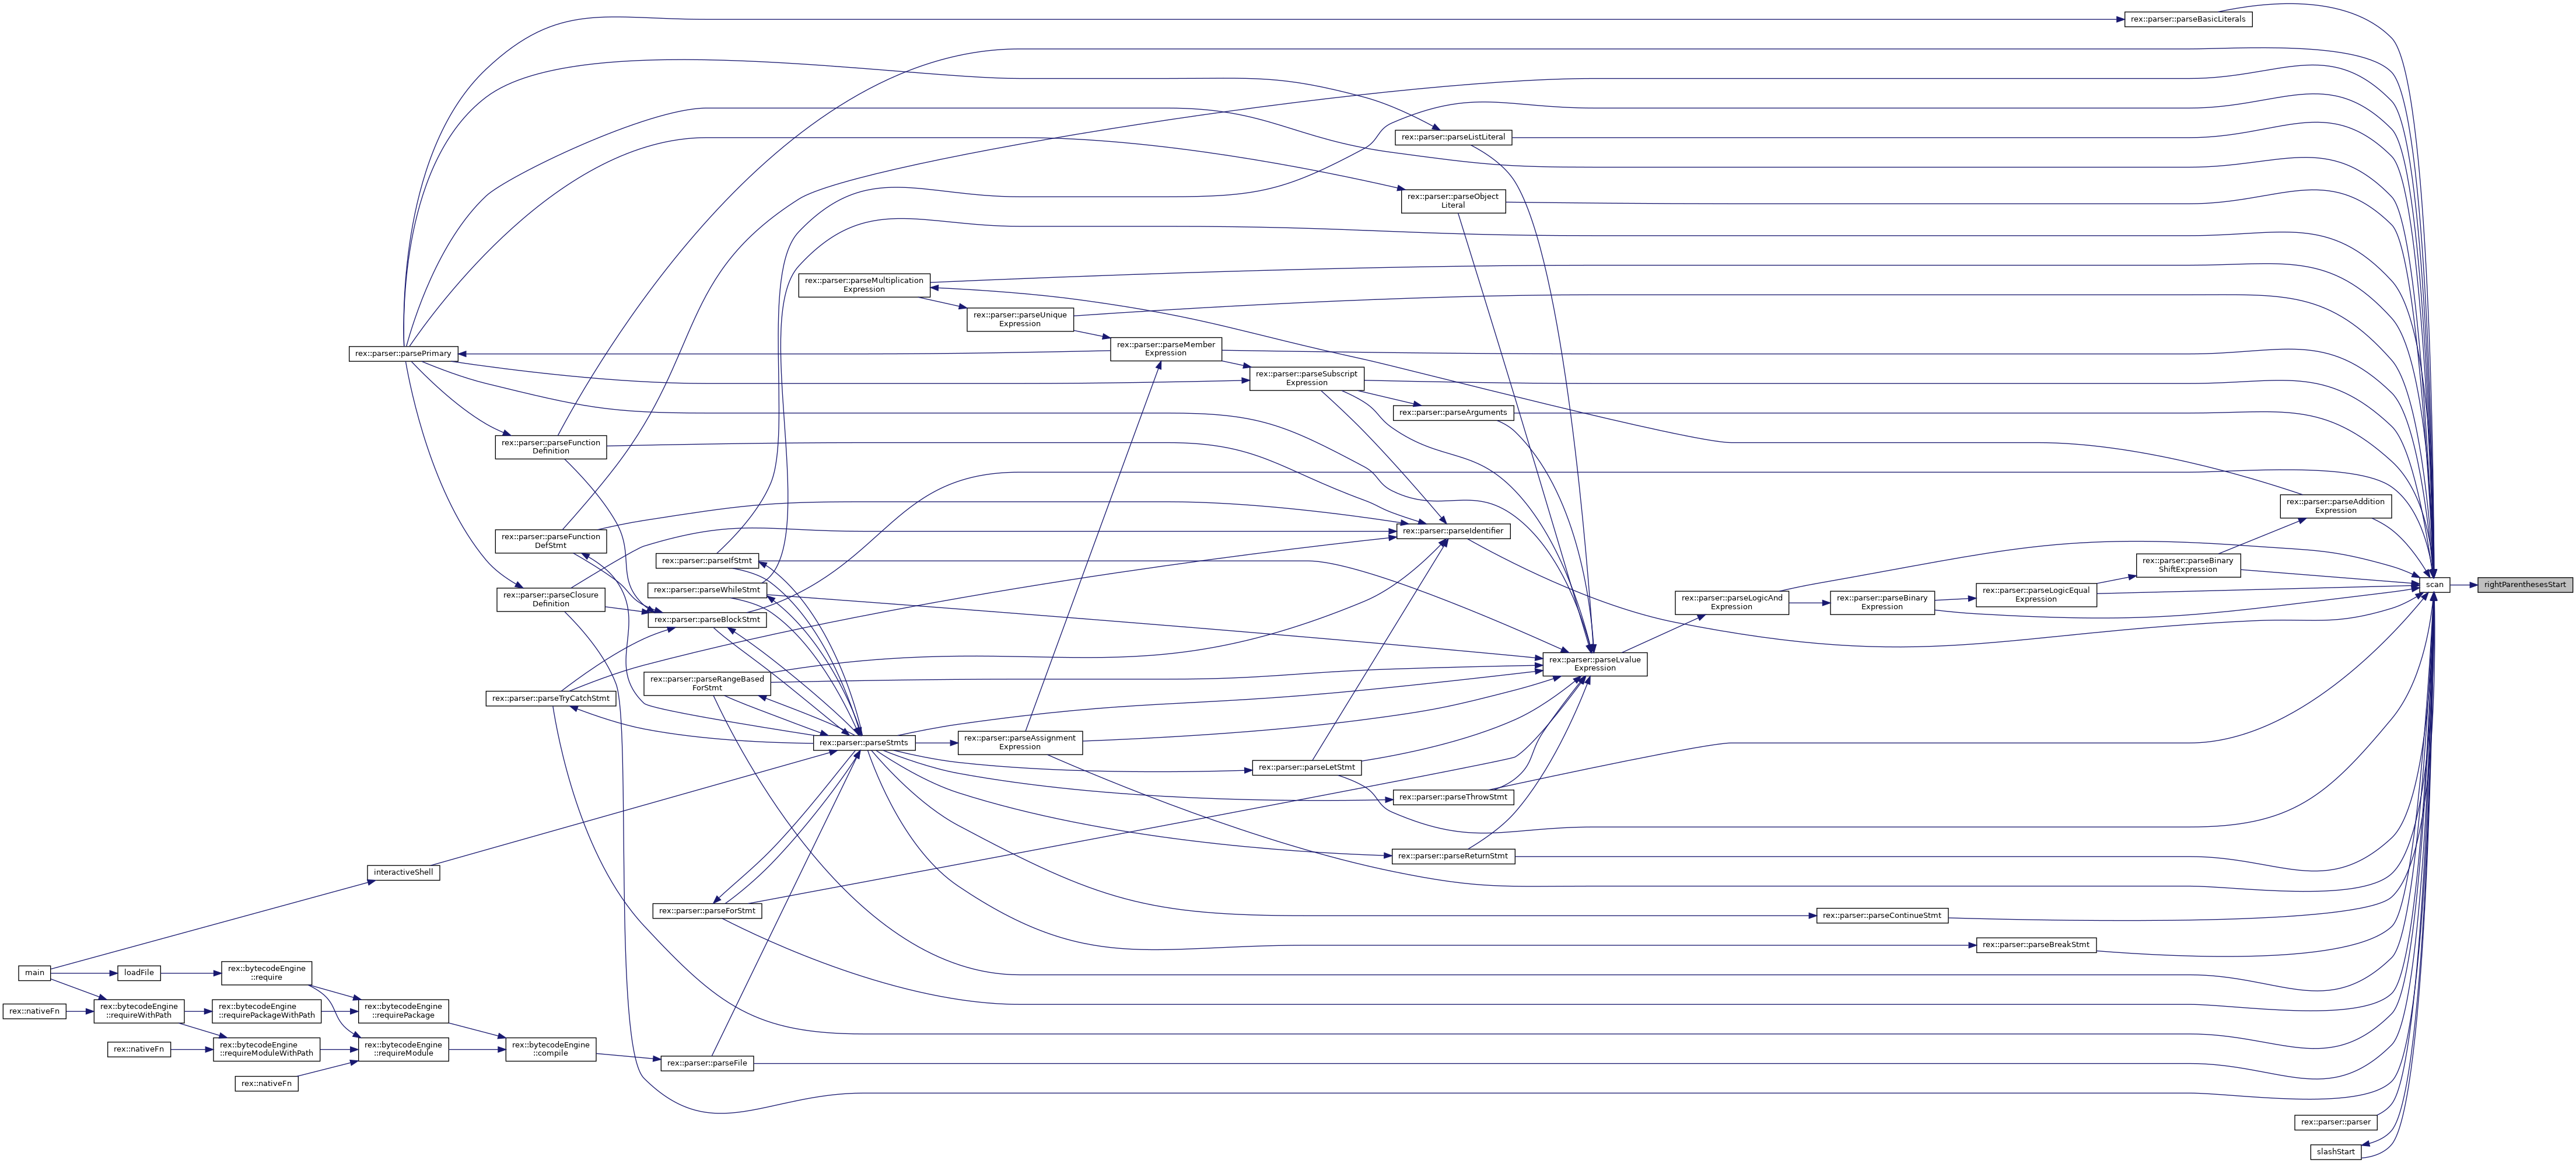 rex::parser::parseBasicLiterals
rex::parser::parseListLiteral
rex::parser::parseObject
Literal
rex::parser::parseMultiplication
Expression
rex::parser::parseUnique
Expression
rex::parser::parseMember
Expression
rex::parser::parsePrimary
rex::parser::parseSubscript
Expression
rex::parser::parseArguments
rex::parser::parseFunction
Definition
rex::parser::parseAddition
Expression
rex::parser::parseIdentifier
rex::parser::parseFunction
DefStmt
rex::parser::parseIfStmt
rex::parser::parseBinary
ShiftExpression
scan
rightParenthesesStart
rex::parser::parseWhileStmt
rex::parser::parseLogicEqual
Expression
rex::parser::parseClosure
Definition
rex::parser::parseLogicAnd
Expression
rex::parser::parseBinary
Expression
rex::parser::parseBlockStmt
rex::parser::parseLvalue
Expression
rex::parser::parseRangeBased
ForStmt
rex::parser::parseTryCatchStmt
rex::parser::parseStmts
rex::parser::parseAssignment
Expression
rex::parser::parseLetStmt
rex::parser::parseThrowStmt
rex::parser::parseReturnStmt
interactiveShell
rex::parser::parseForStmt
rex::parser::parseContinueStmt
rex::parser::parseBreakStmt
main
loadFile
rex::bytecodeEngine
::require
rex::nativeFn
rex::bytecodeEngine
::requireWithPath
rex::bytecodeEngine
::requirePackageWithPath
rex::bytecodeEngine
::requirePackage
rex::nativeFn
rex::bytecodeEngine
::requireModuleWithPath
rex::bytecodeEngine
::requireModule
rex::bytecodeEngine
::compile
rex::parser::parseFile
rex::nativeFn
rex::parser::parser
slashStart